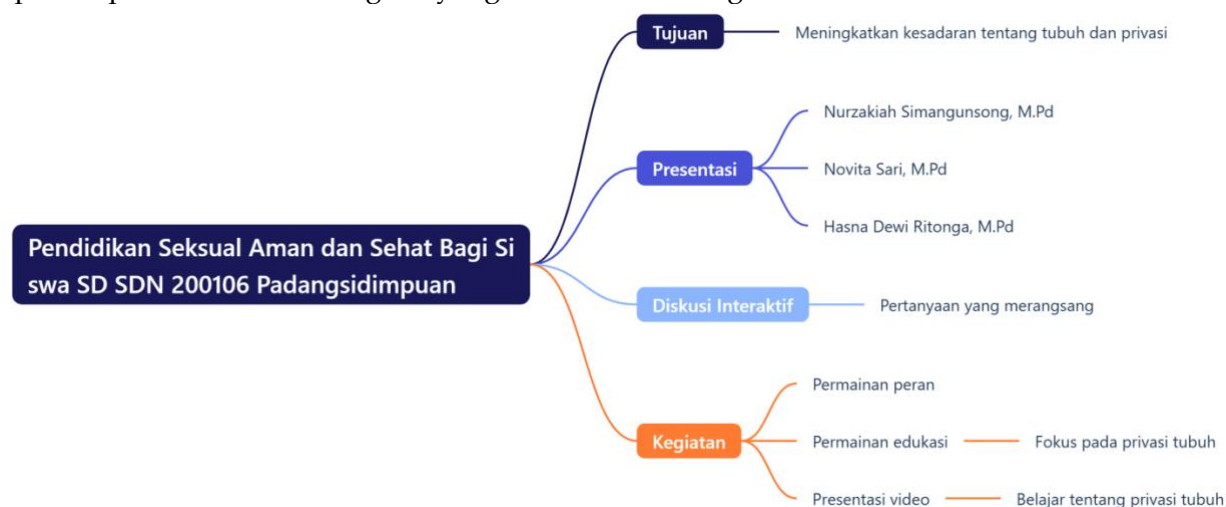 Tujuan
Meningkatkan kesadaran tentang tubuh dan privasi
Presentasi
Nurzakiah Simangunsong, M.Pd
Novita Sari, M.Pd
Hasna Dewi Ritonga, M.Pd
Pendidikan Seksual Aman dan Sehat Bagi Si
swa SD SDN 200106 Padangsidimpuan
Diskusi Interaktif
Pertanyaan yang merangsang
Kegiatan
Permainan peran
Permainan edukasi
Fokus pada privasi tubuh
Presentasi video
Belajar tentang privasi tubuh